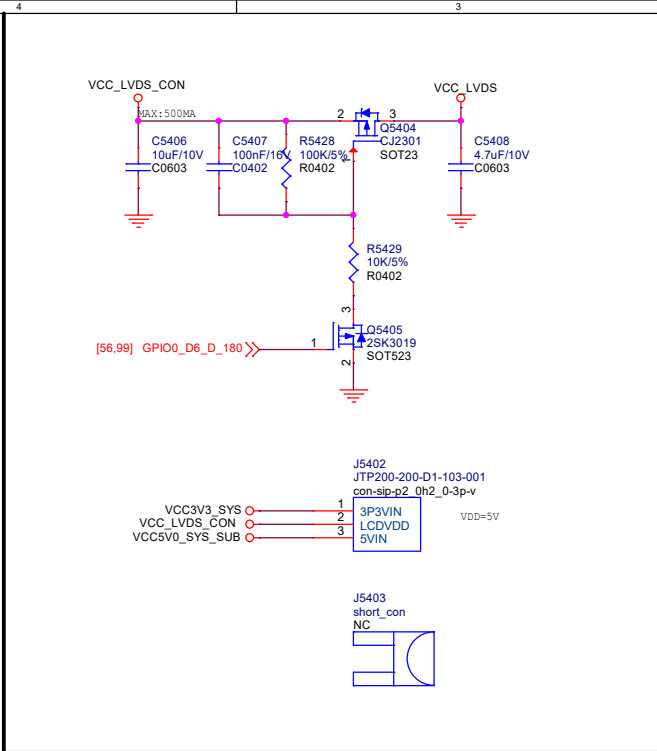 4
3
VCC_LVDS_CON
VCC_LVDS
MAX:500MA
2
3
Q5404
CJ2301
SOT23
1
C5406
10uF/10V
C0603
C5407
100nF/16V
C0402
R5428
100K/5%
R0402
C5408
4.7uF/10V
C0603
R5429
10K/5%
R0402
3
Q5405
2SK3019
SOT523
1
2
[56,99] GPIO0_D6_D_180
J5402
JTP200-200-D1-103-001
con-sip-p2_0h2_0-3p-v
VCC3V3_SYS 1 3P3VIN
VCC_LVDS_CON 2 LCDVDD
VCC5V0_SYS_SUB 3 5VIN
VDD=5V
J5403
short_con
NC